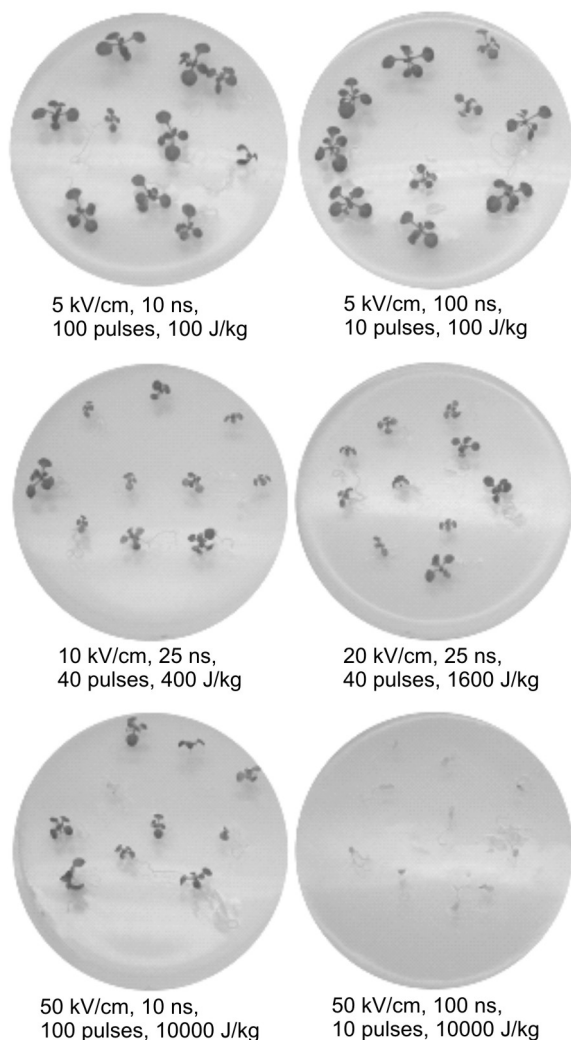 5 kV/cm, 10 ns,
100 pulses, 100 J/kg
5 kV/cm, 100 ns,
10 pulses, 100 J/kg
10 kV/cm, 25 ns,
40 pulses, 400 J/kg
20 kV/cm, 25 ns,
40 pulses, 1600 J/kg
50 kV/cm, 10 ns,
100 pulses, 10000 J/kg
50 kV/cm, 100 ns,
10 pulses, 10000 J/kg